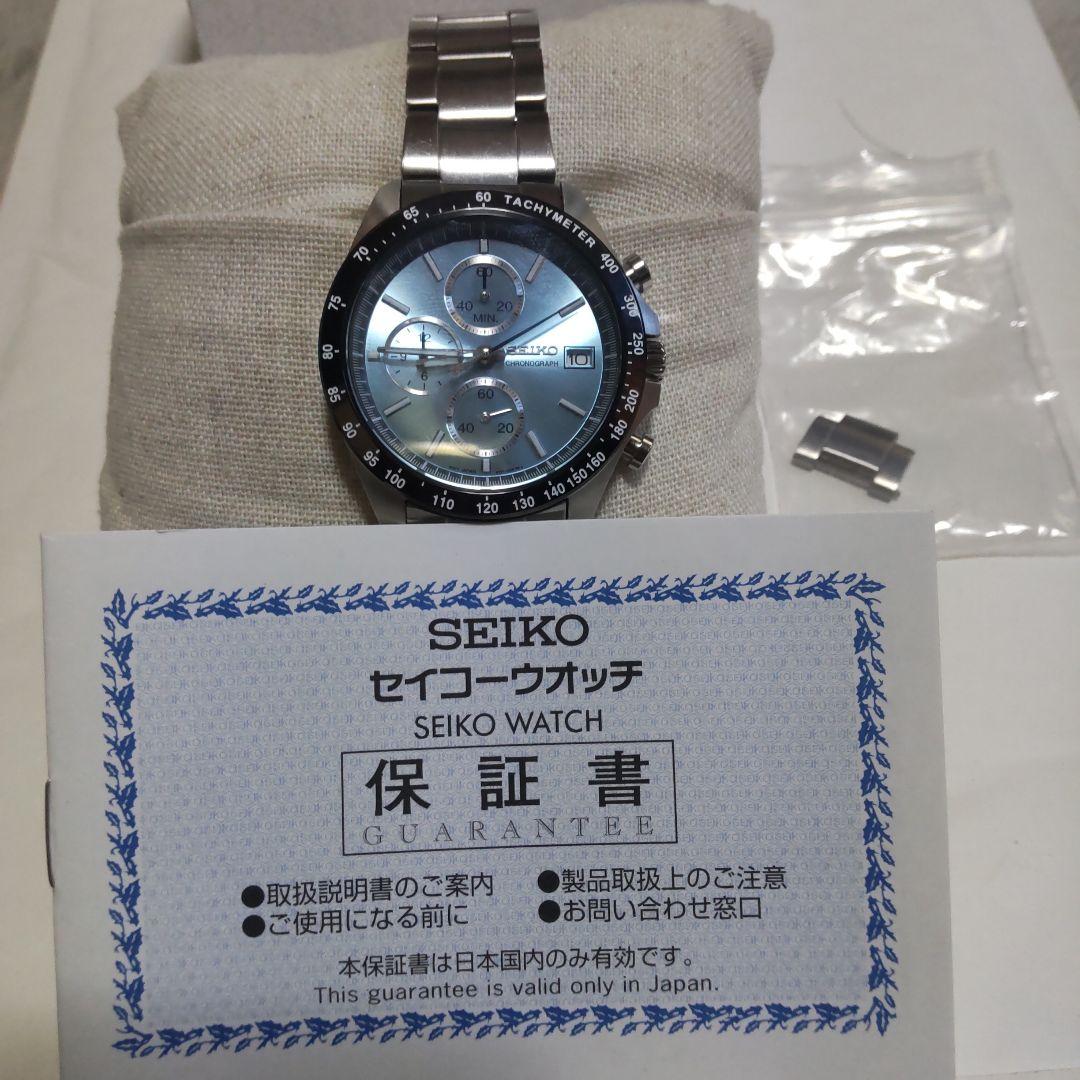 60 TACHYMETER 400 300 250 200 180 160 150 140 130 120 110 100 95 90 85 80 75 70 65
60
40 20
MIN.
12
6
SEIKO
CHRONOGRAPH
10
60
40 20
SEIKO
セイコーウオッチ
SEIKO WATCH
保証書
GUARANTEE
●取扱説明書のご案内 ●製品取扱上のご注意
●ご使用になる前に ●お問い合わせ窓口
本保証書は日本国内のみ有効です。
This guarantee is valid only in Japan.